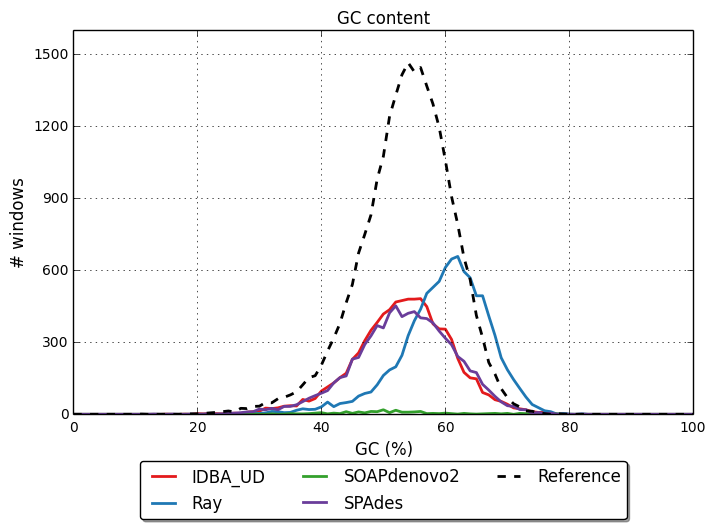 GC content
1500
1200
900
600
300
0
# windows
0 20 40 60 80 100
GC (%)
IDBA_UD SOAPdenovo2 Reference
Ray SPAdes